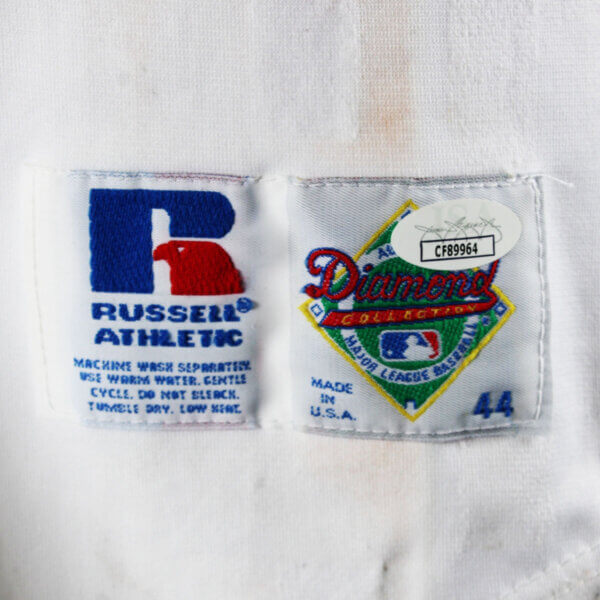 RUSSELL®
ATHLETIC
MACHINE WASH SEPARATELY.
USE WARM WATER. GENTLE
CYCLE. DO NOT BLEACH.
TUMBLE DRY. LOW HEAT.
CF89964
Diamond
COLLECTION
MAJOR LEAGUE BASEBALL
MADE
IN
U.S.A.
44